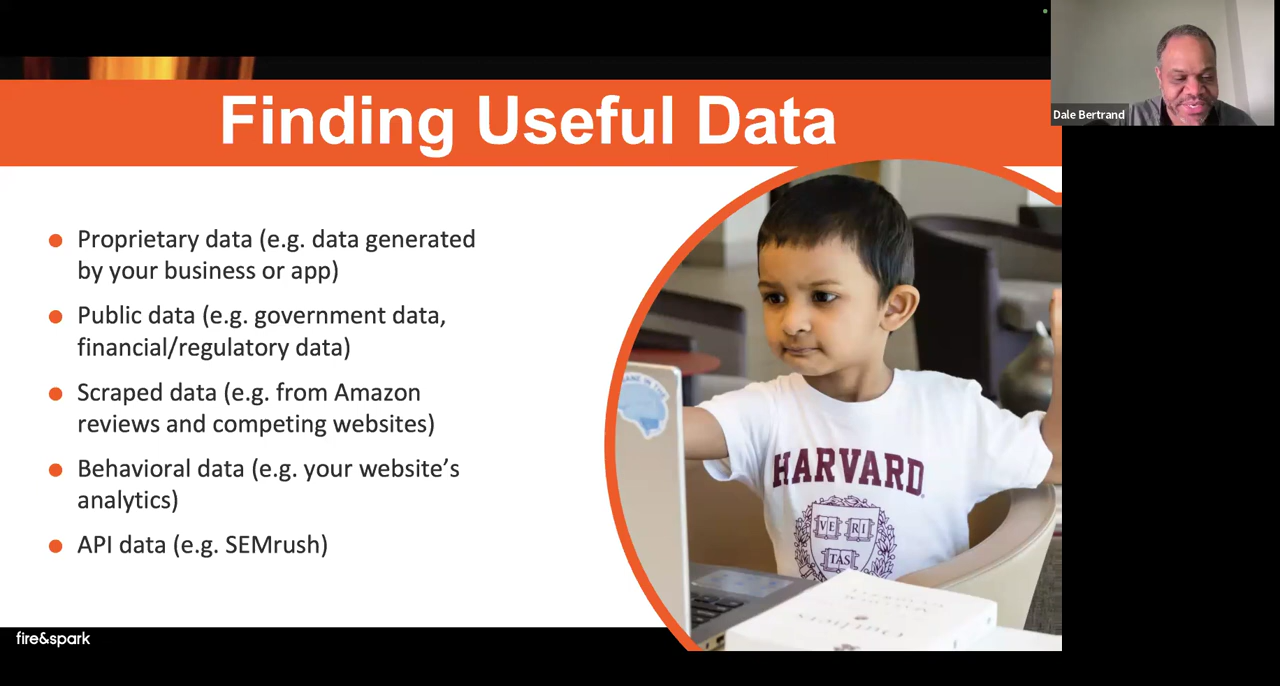 Finding Useful Data
Dale Bertrand
Proprietary data (e.g. data generated
by your business or app)
Public data (e.g. government data,
financial/regulatory data)
Scraped data (e.g. from Amazon
reviews and competing websites)
Behavioral data (e.g. your website’s
analytics)
API data (e.g. SEMrush)
HARVARD
VE RI
TAS
fire&spark